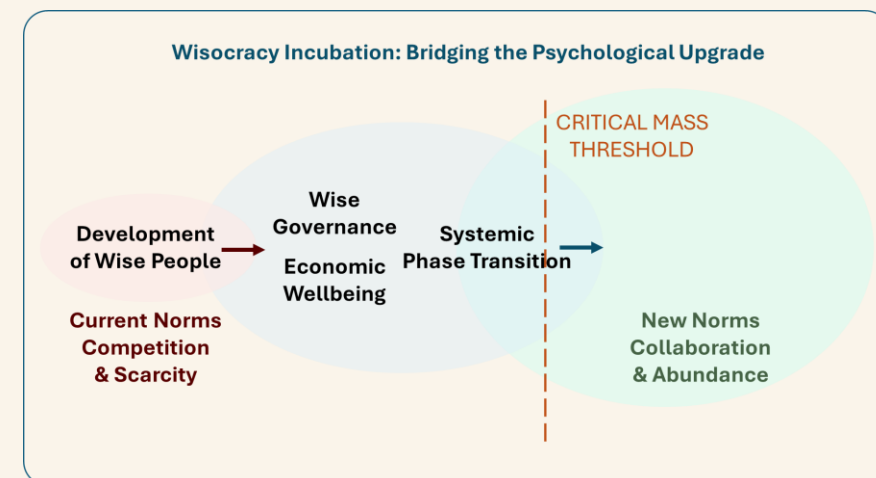 Wisocracy Incubation: Bridging the Psychological Upgrade
CRITICAL MASS
THRESHOLD
Development
of Wise People
Wise
Governance
Economic
Wellbeing
Systemic
Phase Transition
Current Norms
Competition
& Scarcity
New Norms
Collaboration
& Abundance